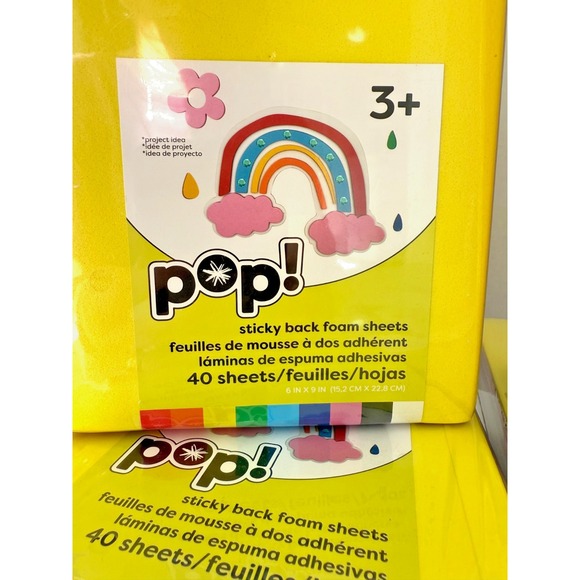 3+
*project idea
*idée de projet
*idea de proyecto
pop!
sticky back foam sheets
feuilles de mousse à dos adhérent
láminas de espuma adhesivas
40 sheets/feuilles/hojas
6 IN X 9 IN (15.2 CM X 22.8 CM)
pop!
sticky back foam sheets
feuilles de mousse à dos adhérent
láminas de espuma adhesivas
40 sheets/feuilles/hojas